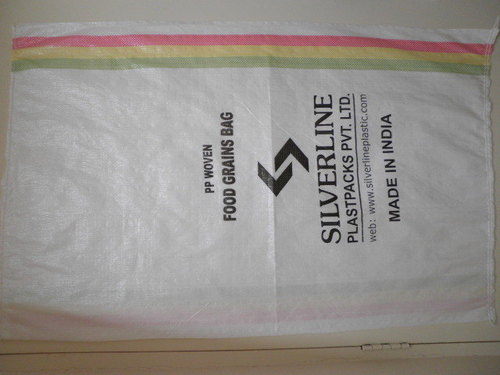 PP WOVEN
FOOD GRAINS BAG
SILVERLINE
PLASTPACKS PVT. LTD.
web: www.silverlineplastic.com
MADE IN INDIA